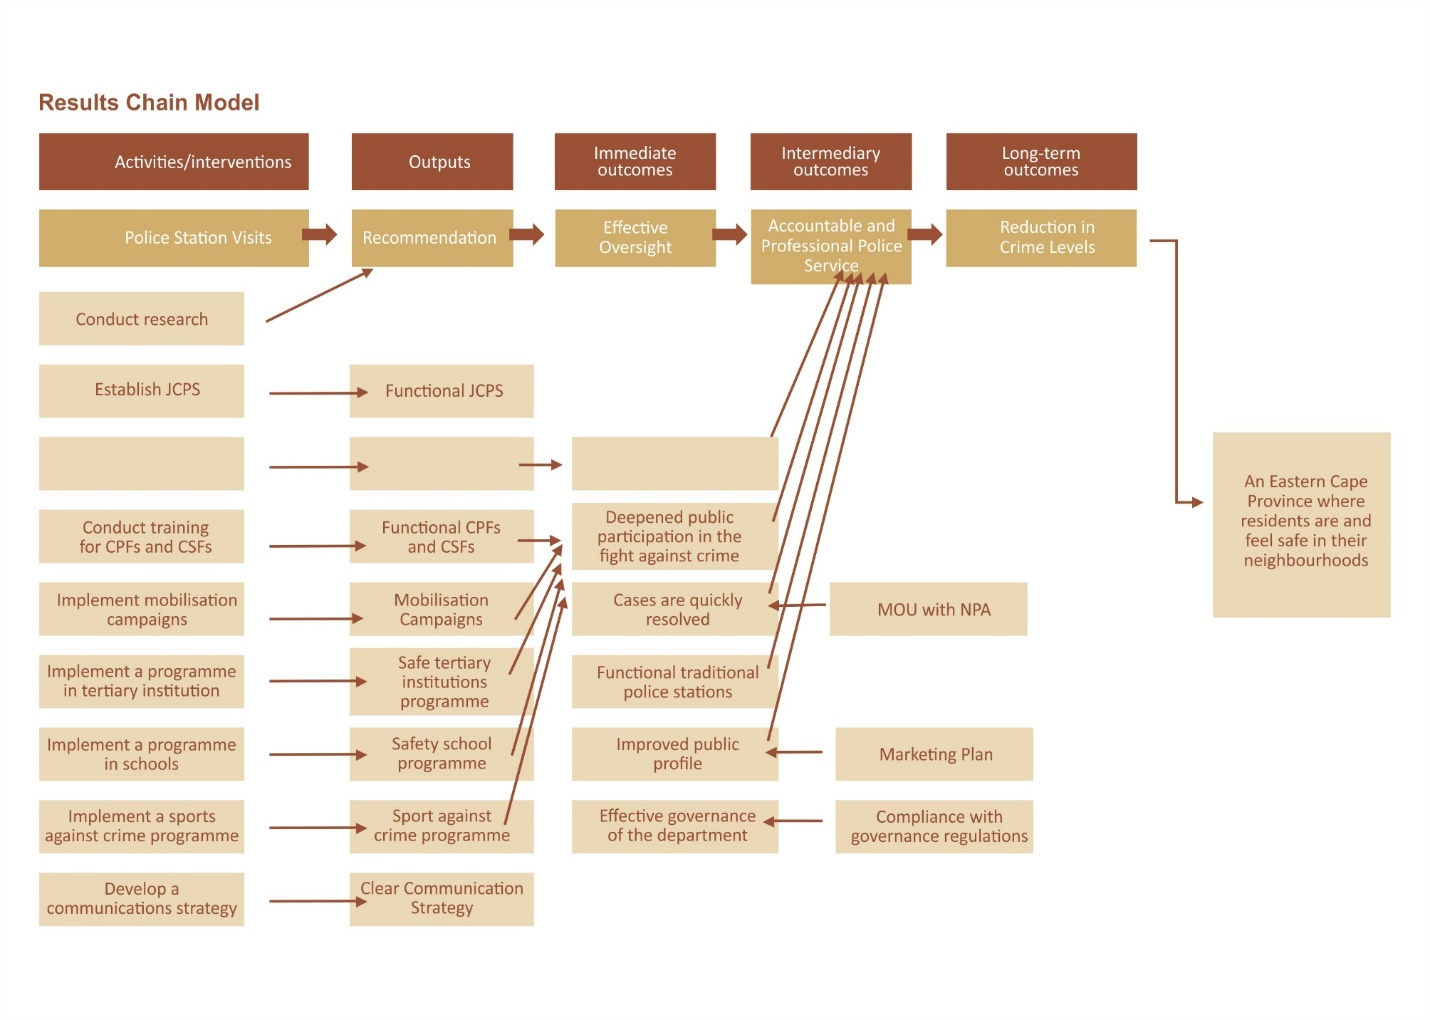 Results Chain Model
Activities/interventions
Outputs
Immediate
outcomes
Intermediary
outcomes
Long-term
outcomes
Police Station Visits
Recommendation
Effective
Oversight
Accountable and
Professional Police
Service
Reduction in
Crime Levels
Conduct research
Establish JCPS
Functional JCPS
Conduct training
for CPFs and CSFs
Functional CPFs
and CSFs
Deepened public
participation in the
fight against crime
Implement mobilisation
campaigns
Mobilisation
Campaigns
Cases are quickly
resolved
MOU with NPA
An Eastern Cape
Province where
residents are and
feel safe in their
neighbourhoods
Implement a programme
in tertiary institution
Safe tertiary
institutions
programme
Functional traditional
police stations
Implement a programme
in schools
Safety school
programme
Improved public
profile
Marketing Plan
Implement a sports
against crime programme
Sport against
crime programme
Effective governance
of the department
Compliance with
governance regulations
Develop a
communications strategy
Clear Communication
Strategy